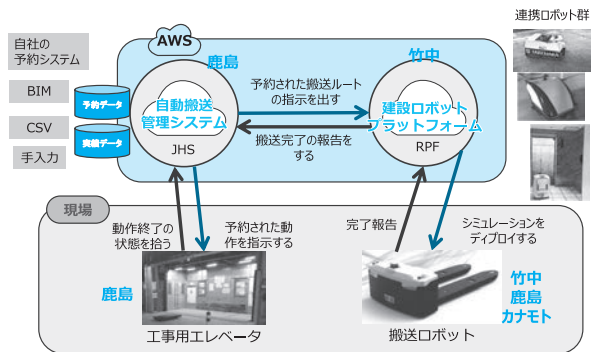 連携ロボット群
AWS
自社の
予約システム
BIM
CSV
手入力
予約データ
実績データ
鹿島
自動搬送
管理システム
JHS
予約された搬送ルート
の指示を出す
搬送完了の報告を
する
竹中
建設ロボット
プラットフォーム
RPF
現場
動作終了の
状態を拾う
予約された動
作を指示する
完了報告
シミュレーションを
ディプロイする
鹿島
工事用エレベータ
搬送ロボット
竹中
鹿島
カナモト